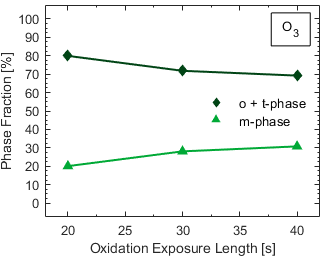 O3
100
90
80
70
60
50
40
30
20
10
0
Phase Fraction [%]
o + t-phase
m-phase
20 25 30 35 40
Oxidation Exposure Length [s]